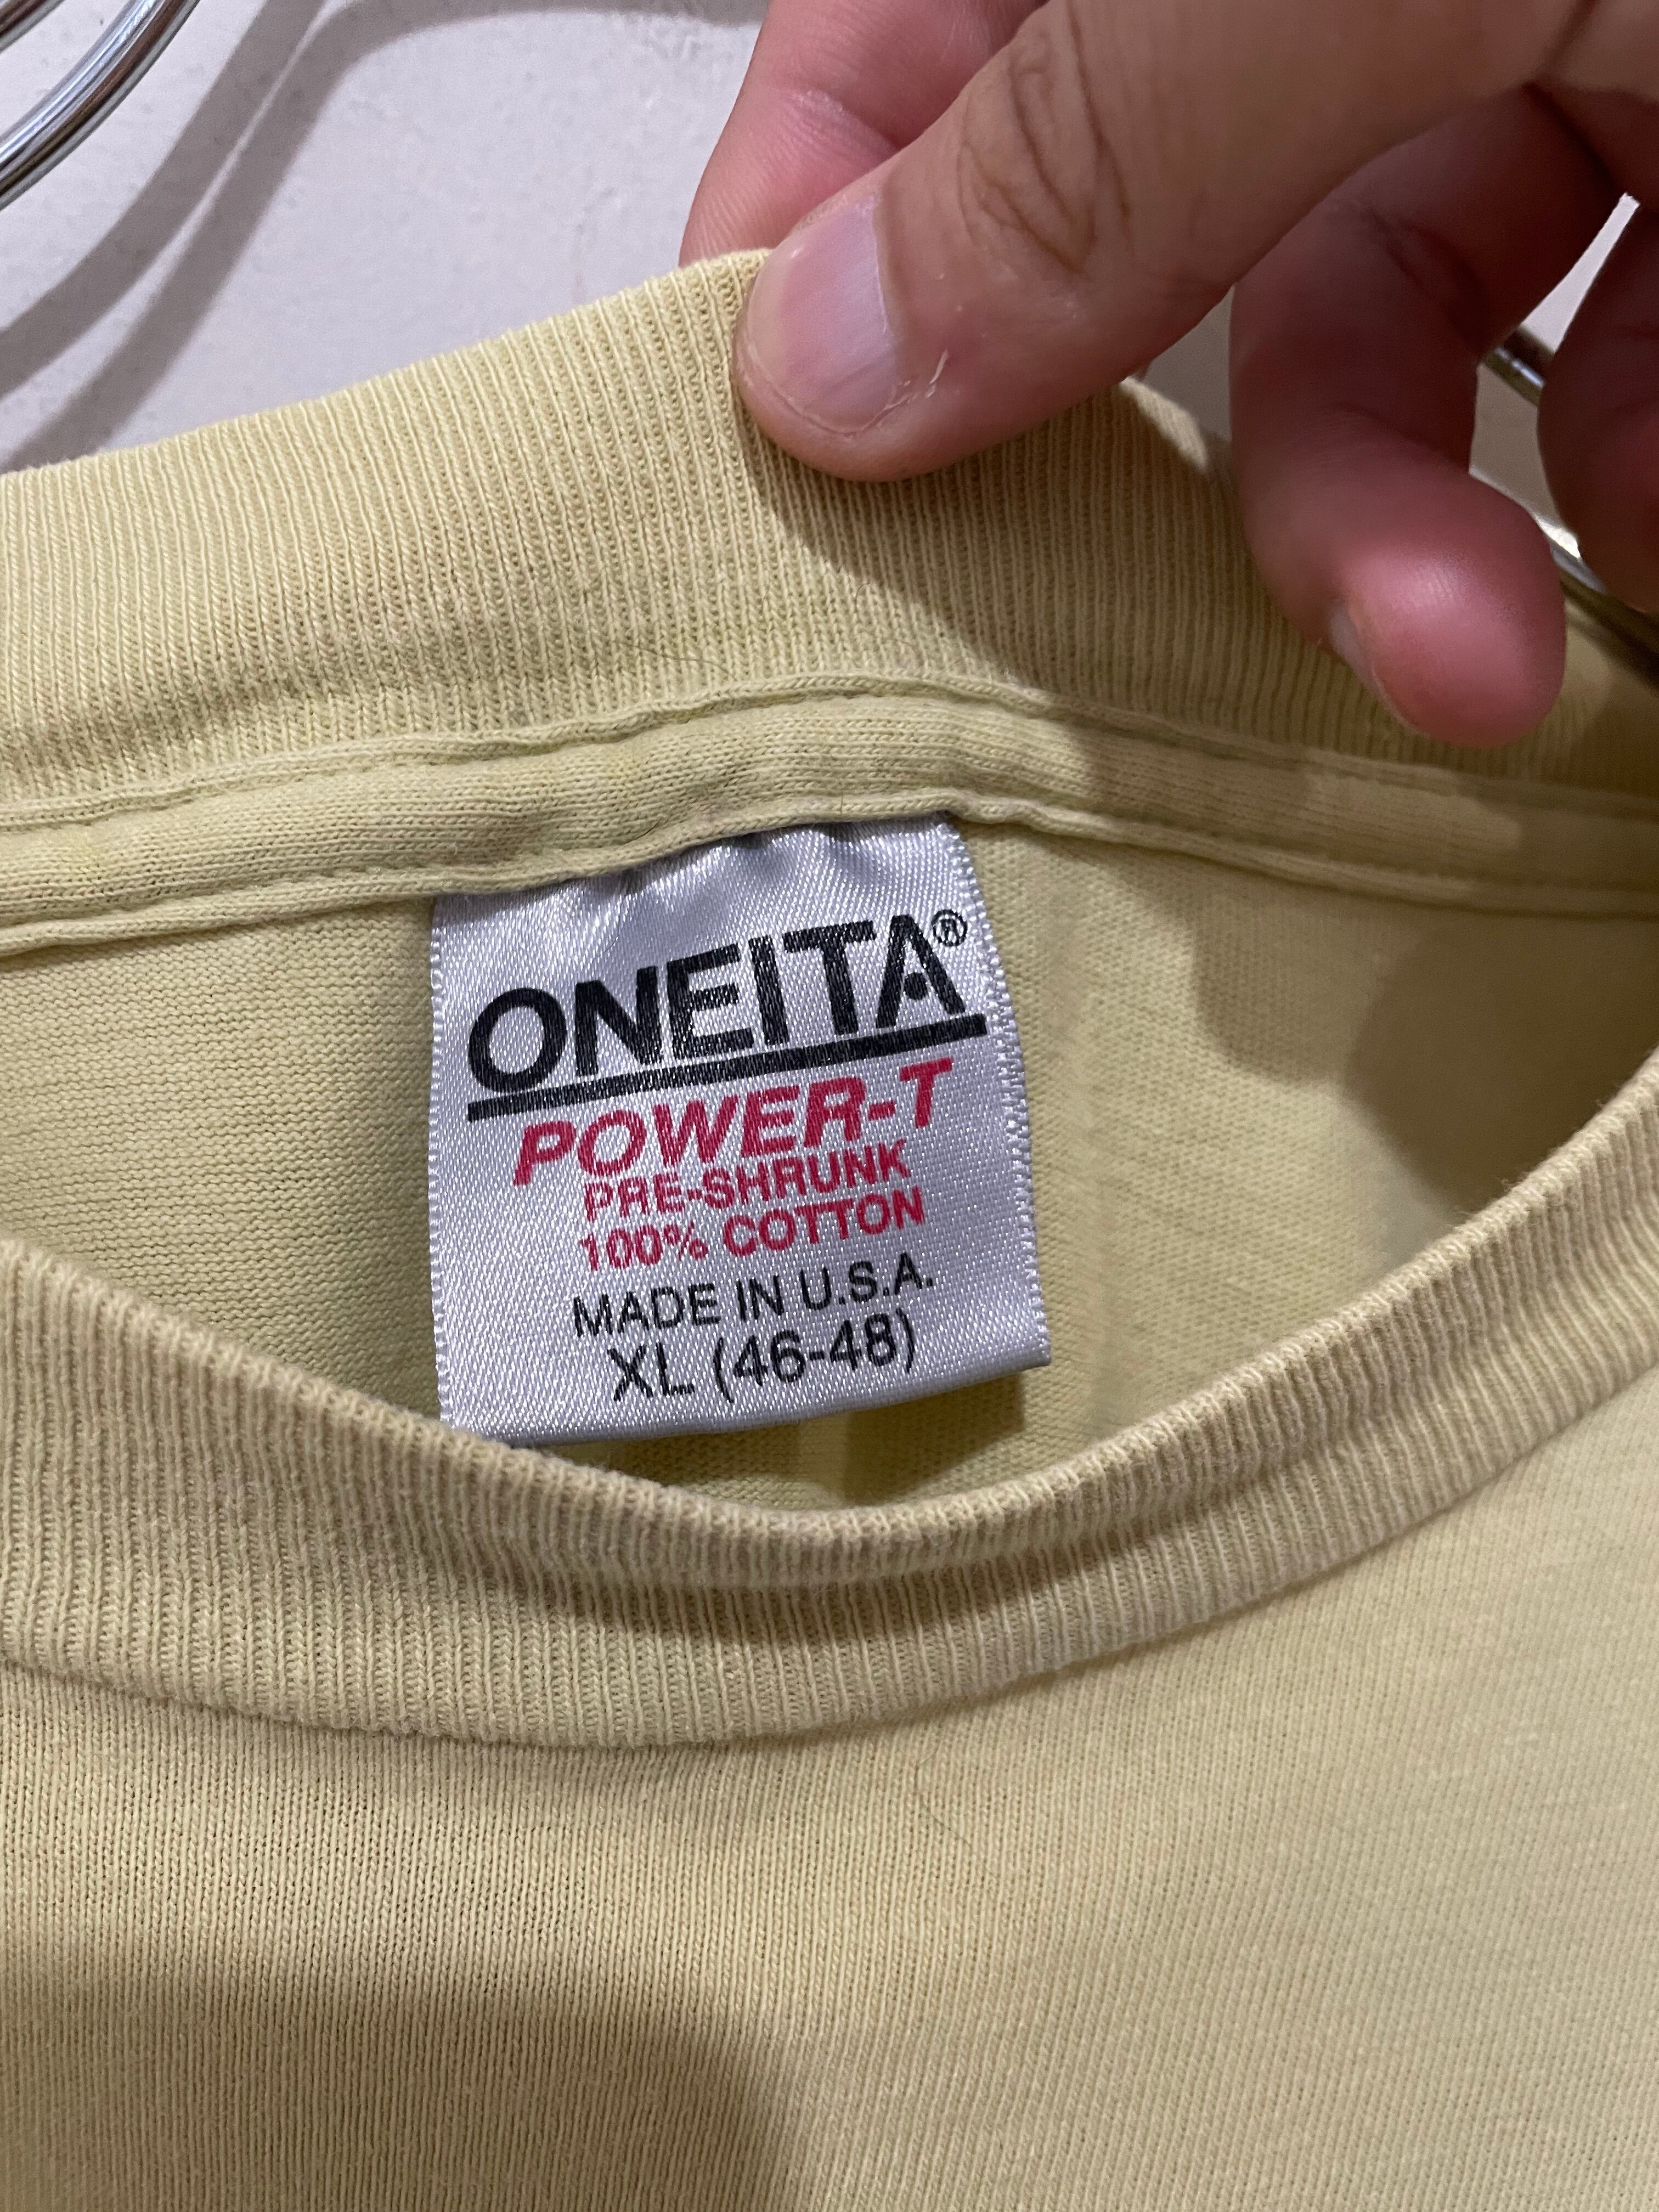 ONEITA®
POWER-T
PRE-SHRUNK
100% COTTON
MADE IN U.S.A.
XL (46-48)